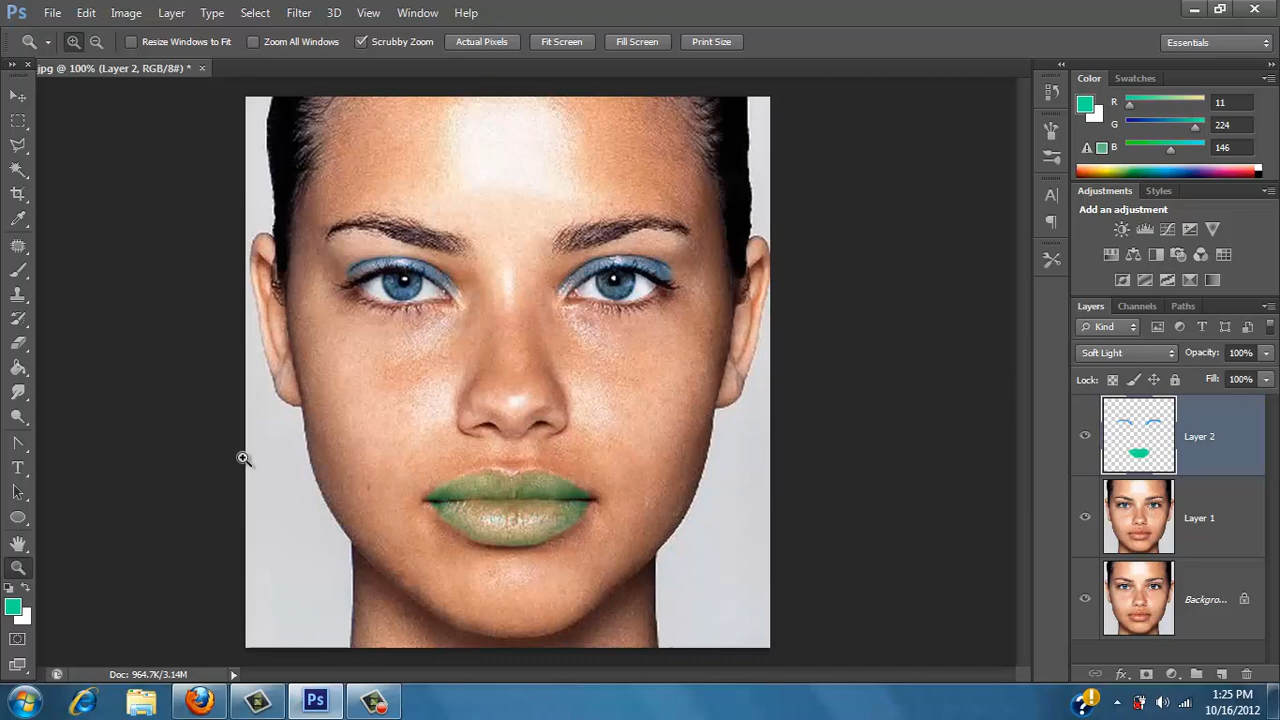 Ps File Edit Image Layer Type Select Filter 3D View Window Help
Resize Windows to Fit Zoom All Windows Scrubby Zoom Actual Pixels Fit Screen Fill Screen Print Size Essentials
jpg @ 100% (Layer 2, RGB/8#) * ×
Color Swatches
R 11
G 224
B 146
Adjustments Styles
Add an adjustment
Layers Channels Paths
Kind
Soft Light Opacity: 100%
Lock: Fill: 100%
Layer 2
Layer 1
Backgro...
Doc: 964.7K/3.14M
Ps
1:25 PM
10/16/2012